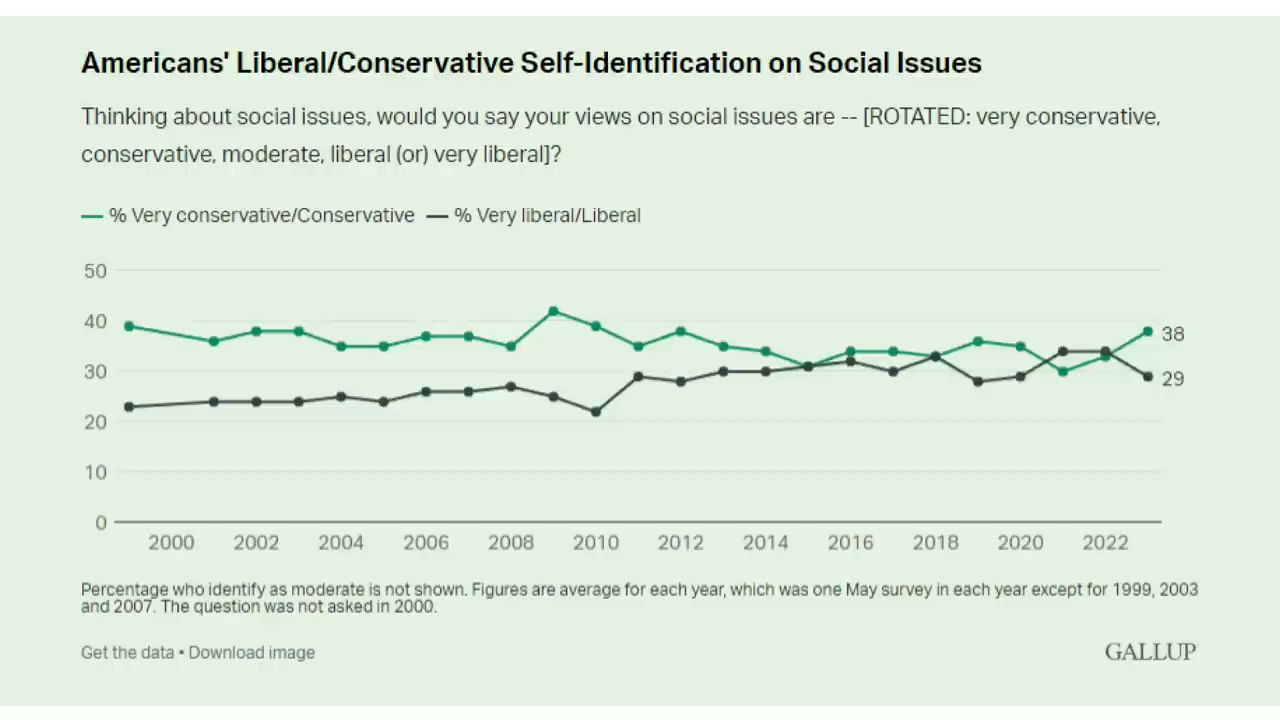 Americans' Liberal/Conservative Self-Identification on Social Issues
Thinking about social issues, would you say your views on social issues are -- [ROTATED: very conservative,
conservative, moderate, liberal (or) very liberal]?
% Very conservative/Conservative % Very liberal/Liberal
50
40
38
30
29
20
10
0
2000 2002 2004 2006 2008 2010 2012 2014 2016 2018 2020 2022
Percentage who identify as moderate is not shown. Figures are average for each year, which was one May survey in each year except for 1999, 2003
and 2007. The question was not asked in 2000.
Get the data • Download image
GALLUP